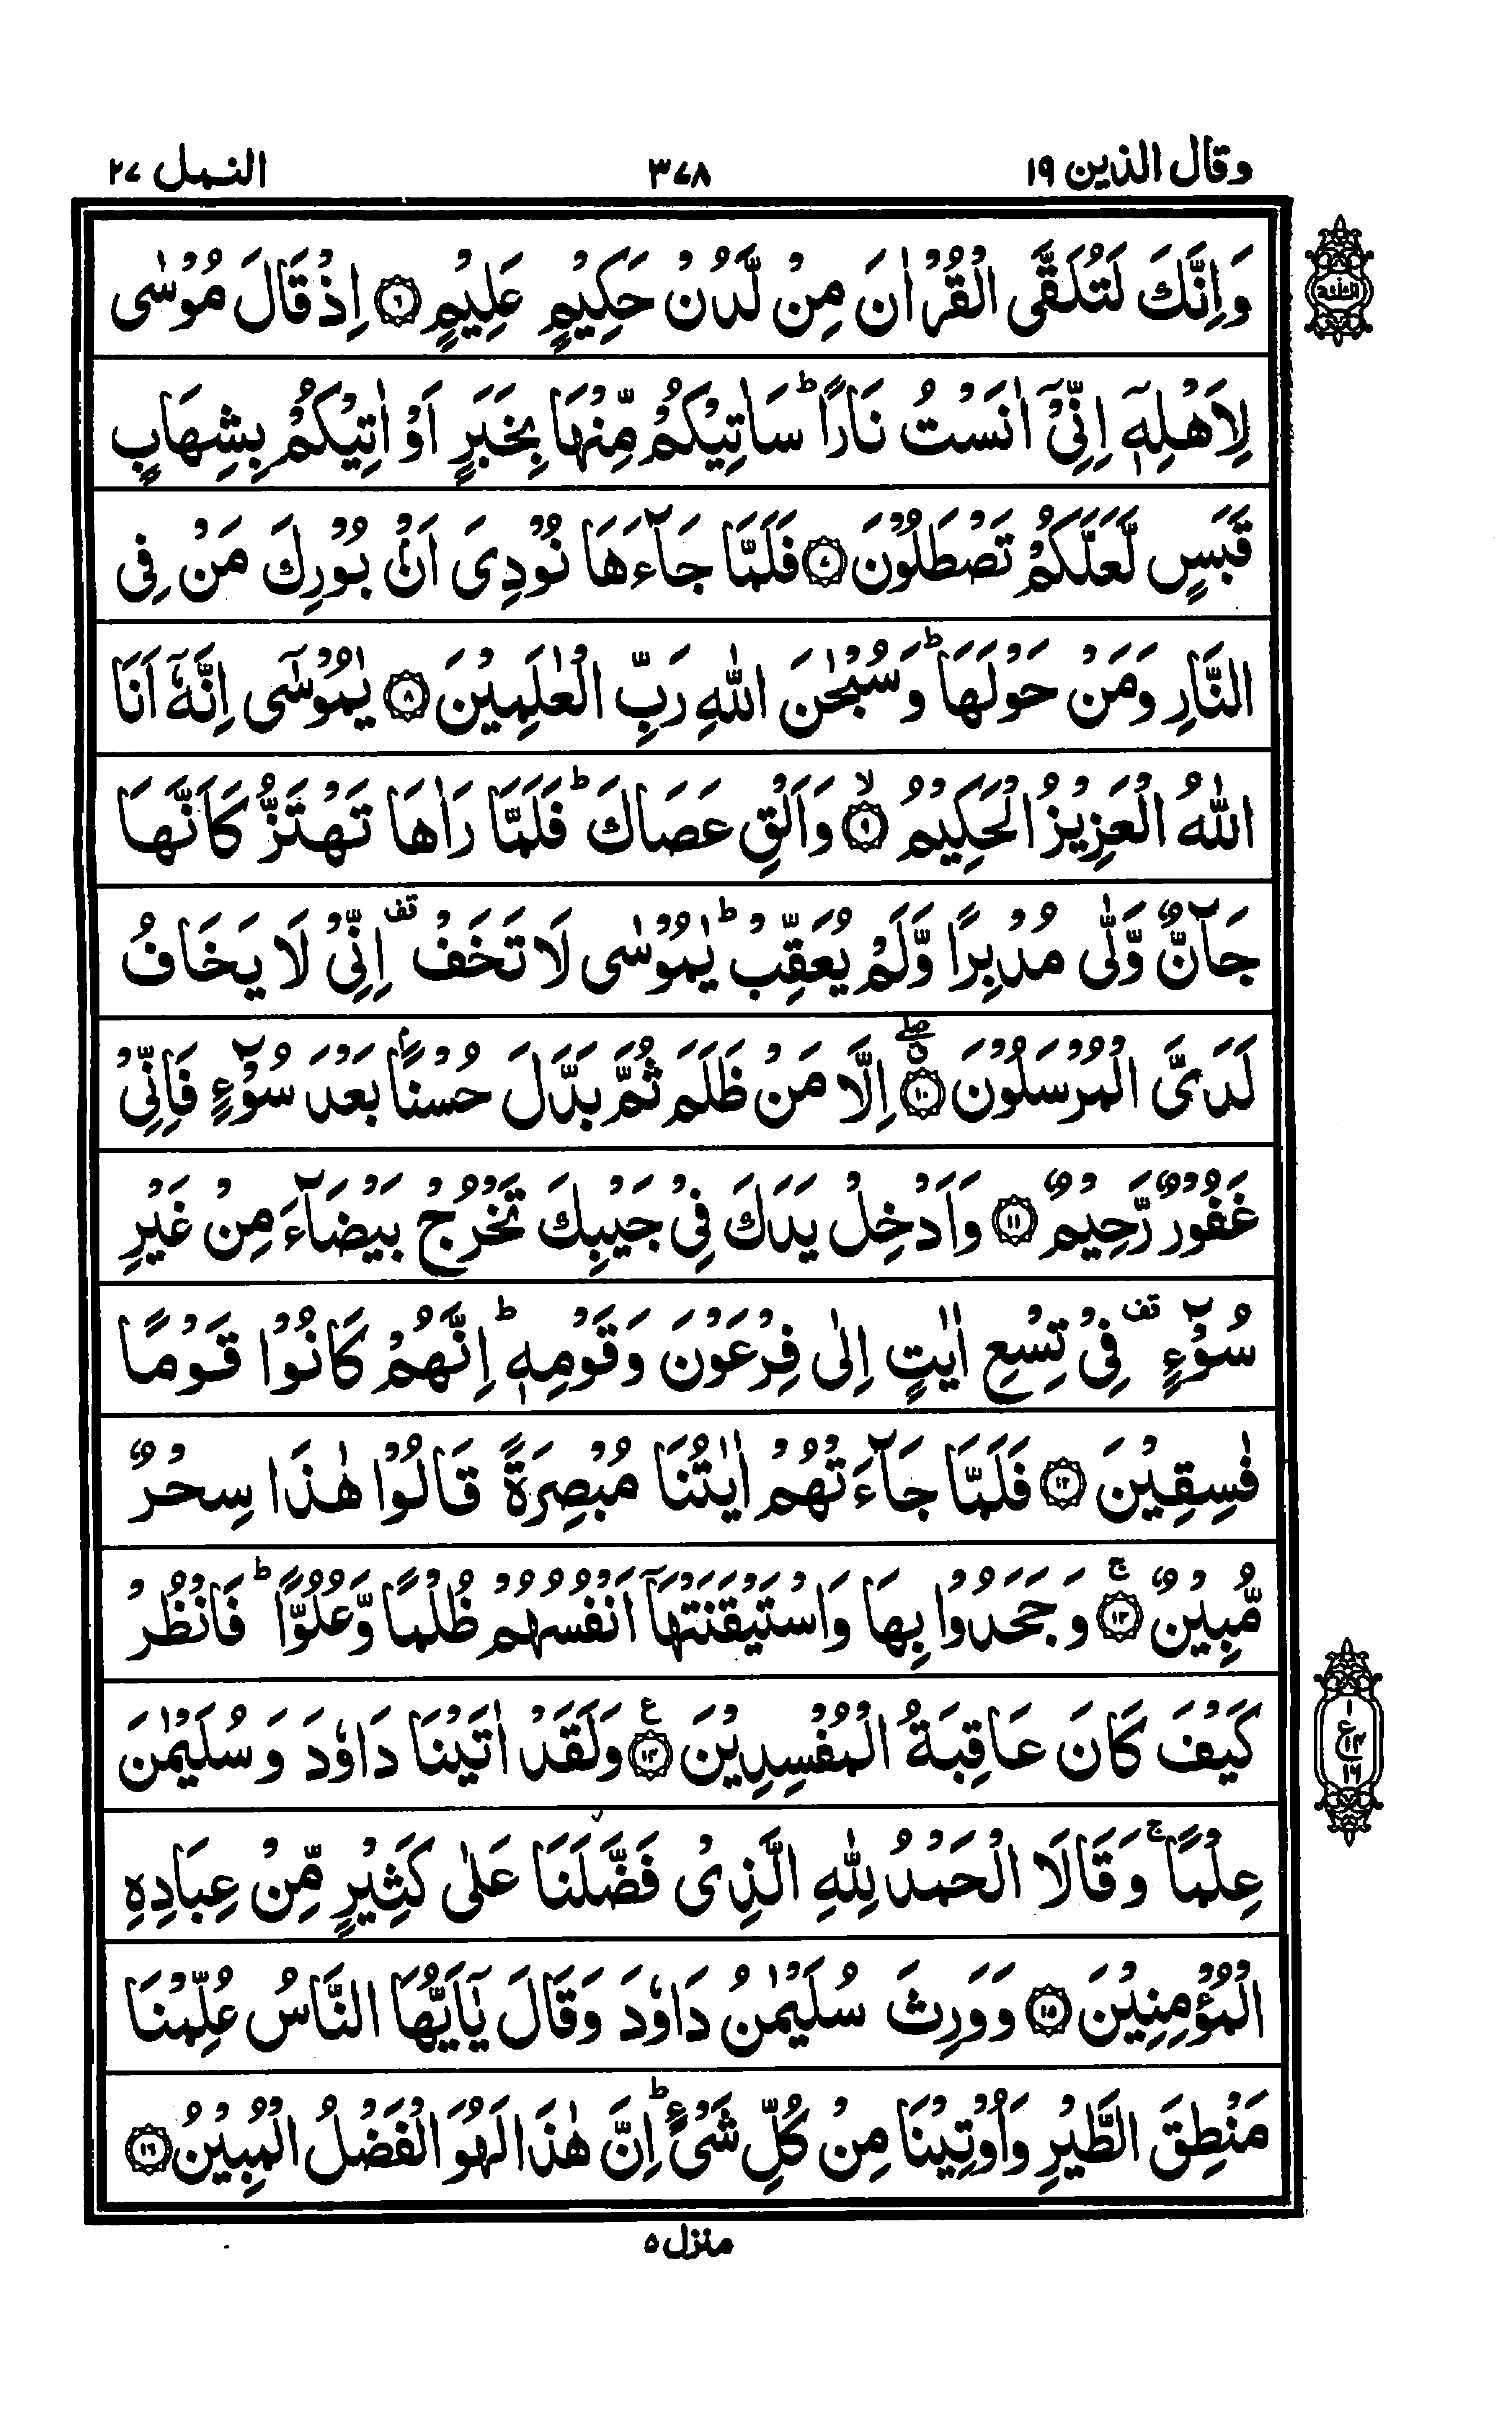 وقال الذين ١٩
٣٧٨
النمل ٢٧
وَاِنَّكَ لَتُلَقَّى الْقُرْاٰنَ مِنْ لَّدُنْ حَكِيْمٍ عَلِيْمٍ ﴿٦﴾ اِذْ قَالَ مُوْسٰى
لِاَهْلِهٖٓ اِنِّىْٓ اٰنَسْتُ نَارًا ؕ سَاٰتِيْكُمْ مِّنْهَا بِخَبَرٍ اَوْ اٰتِيْكُمْ بِشِهَابٍ
قَبَسٍ لَّعَلَّكُمْ تَصْطَلُوْنَ ﴿٧﴾ فَلَمَّا جَآءَهَا نُوْدِىَ اَنْۢ بُوْرِكَ مَنْ فِى
النَّارِ وَمَنْ حَوْلَهَا ؕ وَسُبْحٰنَ اللّٰهِ رَبِّ الْعٰلَمِيْنَ ﴿٨﴾ يٰمُوْسٰٓى اِنَّهٗٓ اَنَا
اللّٰهُ الْعَزِيْزُ الْحَكِيْمُ ۙ﴿٩﴾ وَاَلْقِ عَصَاكَ ؕ فَلَمَّا رَاٰهَا تَهْتَزُّ كَاَنَّهَا
جَآنٌّ وَّلّٰى مُدْبِرًا وَّلَمْ يُعَقِّبْ ؕ يٰمُوْسٰى لَا تَخَفْ قف اِنِّىْ لَا يَخَافُ
لَدَىَّ الْمُرْسَلُوْنَ ﴿١٠﴾ ۖ اِلَّا مَنْ ظَلَمَ ثُمَّ بَدَّلَ حُسْنًۢا بَعْدَ سُوْٓءٍ فَاِنِّىْ
غَفُوْرٌ رَّحِيْمٌ ﴿١١﴾ وَاَدْخِلْ يَدَكَ فِىْ جَيْبِكَ تَخْرُجْ بَيْضَآءَ مِنْ غَيْرِ
سُوْٓءٍ قف فِىْ تِسْعِ اٰيٰتٍ اِلٰى فِرْعَوْنَ وَقَوْمِهٖ ؕ اِنَّهُمْ كَانُوْا قَوْمًا
فٰسِقِيْنَ ﴿١٢﴾ فَلَمَّا جَآءَتْهُمْ اٰيٰتُنَا مُبْصِرَةً قَالُوْا هٰذَا سِحْرٌ
مُّبِيْنٌ ۚ﴿١٣﴾ وَجَحَدُوْا بِهَا وَاسْتَيْقَنَتْهَآ اَنْفُسُهُمْ ظُلْمًا وَّعُلُوًّا ؕ فَانْظُرْ
كَيْفَ كَانَ عَاقِبَةُ الْمُفْسِدِيْنَ ع ﴿١٤﴾ وَلَقَدْ اٰتَيْنَا دَاوٗدَ وَسُلَيْمٰنَ
ع ١ ١٤ ١٦
عِلْمًا ۚ وَقَالَا الْحَمْدُ لِلّٰهِ الَّذِىْ فَضَّلَنَا عَلٰى كَثِيْرٍ مِّنْ عِبَادِهِ
الْمُؤْمِنِيْنَ ﴿١٥﴾ وَوَرِثَ سُلَيْمٰنُ دَاوٗدَ وَقَالَ يٰٓاَيُّهَا النَّاسُ عُلِّمْنَا
مَنْطِقَ الطَّيْرِ وَاُوْتِيْنَا مِنْ كُلِّ شَىْءٍ ؕ اِنَّ هٰذَا لَهُوَ الْفَضْلُ الْمُبِيْنُ ﴿١٦﴾
منزل ٥